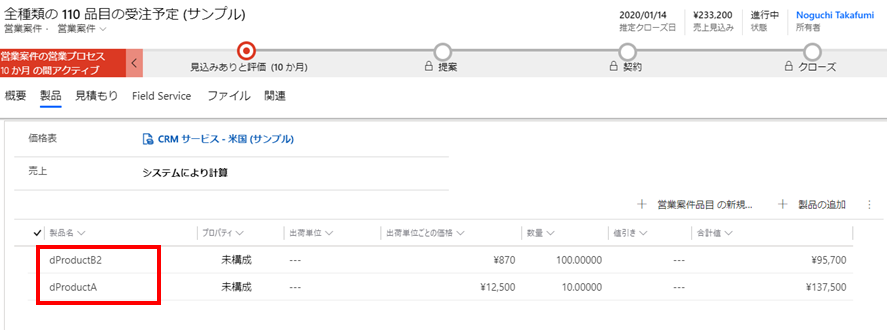 全種類の 110 品目の受注予定 (サンプル)
営業案件 · 営業案件
2020/01/14
推定クローズ日
¥233,200
売上見込み
進行中
状態
Noguchi Takafumi
所有者
営業案件の営業プロセス
10 か月 の間アクティブ
見込みありと評価 (10 か月)
提案
契約
クローズ
概要 製品 見積もり Field Service ファイル 関連
価格表 CRM サービス - 米国 (サンプル)
売上 システムにより計算
+ 営業案件品目 の新規... + 製品の追加
製品名 プロパティ 出荷単位 出荷単位ごとの価格 数量 値引き 合計値
dProductB2 未構成 --- ¥870 100.00000 --- ¥95,700
dProductA 未構成 --- ¥12,500 10.00000 --- ¥137,500